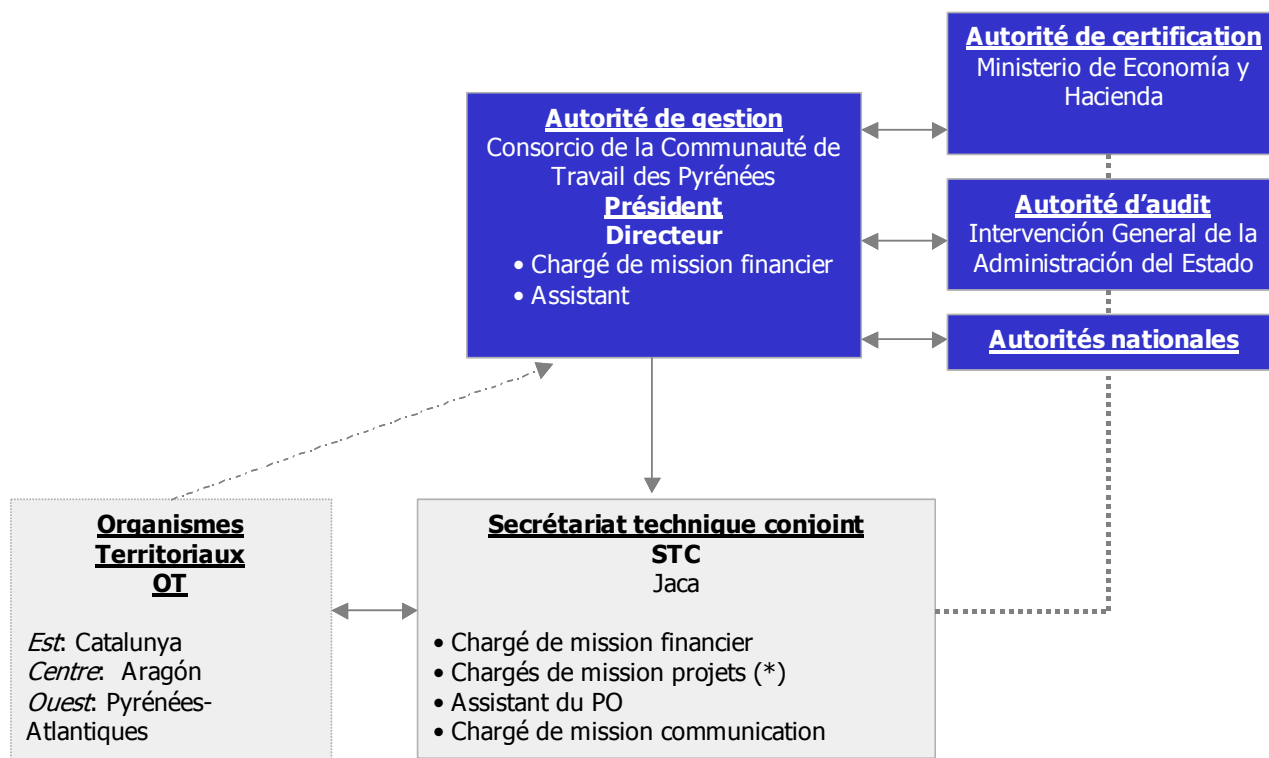 Autorité de certification
Ministerio de Economía y
Hacienda
Autorité de gestion
Consorcio de la Communauté de
Travail des Pyrénées
Président
Directeur
• Chargé de mission financier
• Assistant
Autorité d’audit
Intervención General de la
Administración del Estado
Autorités nationales
Organismes
Territoriaux
OT
Est: Catalunya
Centre: Aragón
Ouest: Pyrénées-
Atlantiques
Secrétariat technique conjoint
STC
Jaca
• Chargé de mission financier
• Chargés de mission projets (*)
• Assistant du PO
• Chargé de mission communication